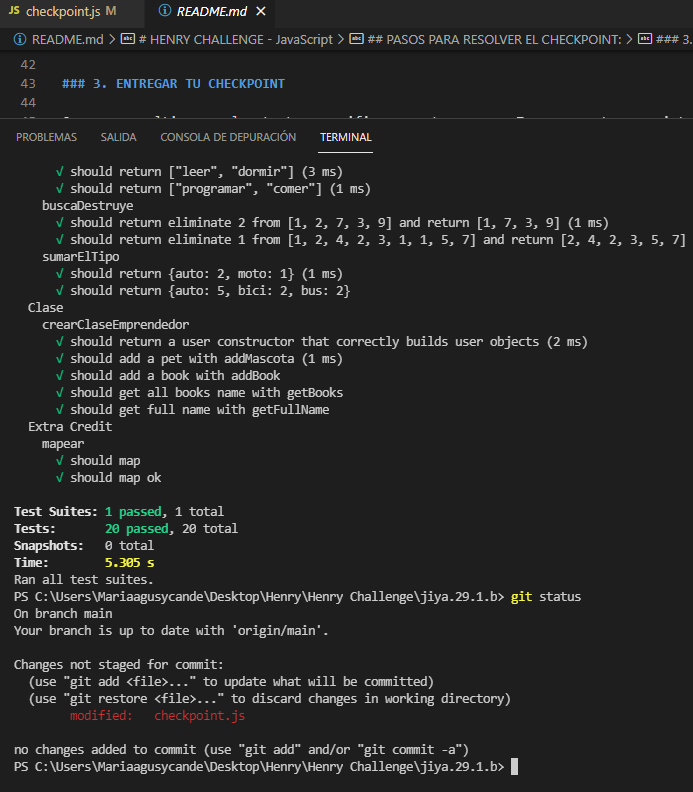 JS checkpoint.js M
README.md
README.md > # HENRY CHALLENGE - JavaScript > ## PASOS PARA RESOLVER EL CHECKPOINT: > ### 3.
42
43 ### 3. ENTREGAR TU CHECKPOINT
44
PROBLEMAS SALIDA CONSOLA DE DEPURACIÓN TERMINAL
√ should return ["leer", "dormir"] (3 ms)
√ should return ["programar", "comer"] (1 ms)
buscaDestruye
√ should return eliminate 2 from [1, 2, 7, 3, 9] and return [1, 7, 3, 9] (1 ms)
√ should return eliminate 1 from [1, 2, 4, 2, 3, 1, 1, 5, 7] and return [2, 4, 2, 3, 5, 7]
sumarElTipo
√ should return {auto: 2, moto: 1} (1 ms)
√ should return {auto: 5, bici: 2, bus: 2}
Clase
crearClaseEmprendedor
√ should return a user constructor that correctly builds user objects (2 ms)
√ should add a pet with addMascota (1 ms)
√ should add a book with addBook
√ should get all books name with getBooks
√ should get full name with getFullName
Extra Credit
mapear
√ should map
√ should map ok
Test Suites: 1 passed, 1 total
Tests: 20 passed, 20 total
Snapshots: 0 total
Time: 5.305 s
Ran all test suites.
PS C:\Users\Mariaagusycande\Desktop\Henry\Henry Challenge\jiya.29.1.b> git status
On branch main
Your branch is up to date with 'origin/main'.
Changes not staged for commit:
(use "git add <file>..." to update what will be committed)
(use "git restore <file>..." to discard changes in working directory)
modified: checkpoint.js
no changes added to commit (use "git add" and/or "git commit -a")
PS C:\Users\Mariaagusycande\Desktop\Henry\Henry Challenge\jiya.29.1.b>